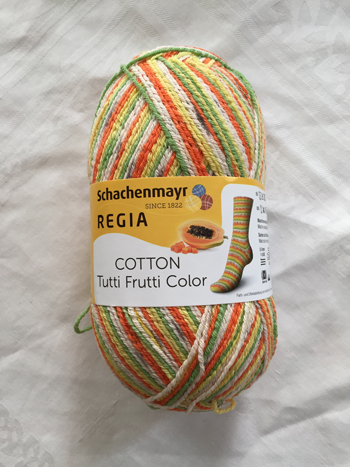 Schachenmayr
SINCE 1822
REGIA
COTTON
Tutti Frutti Color